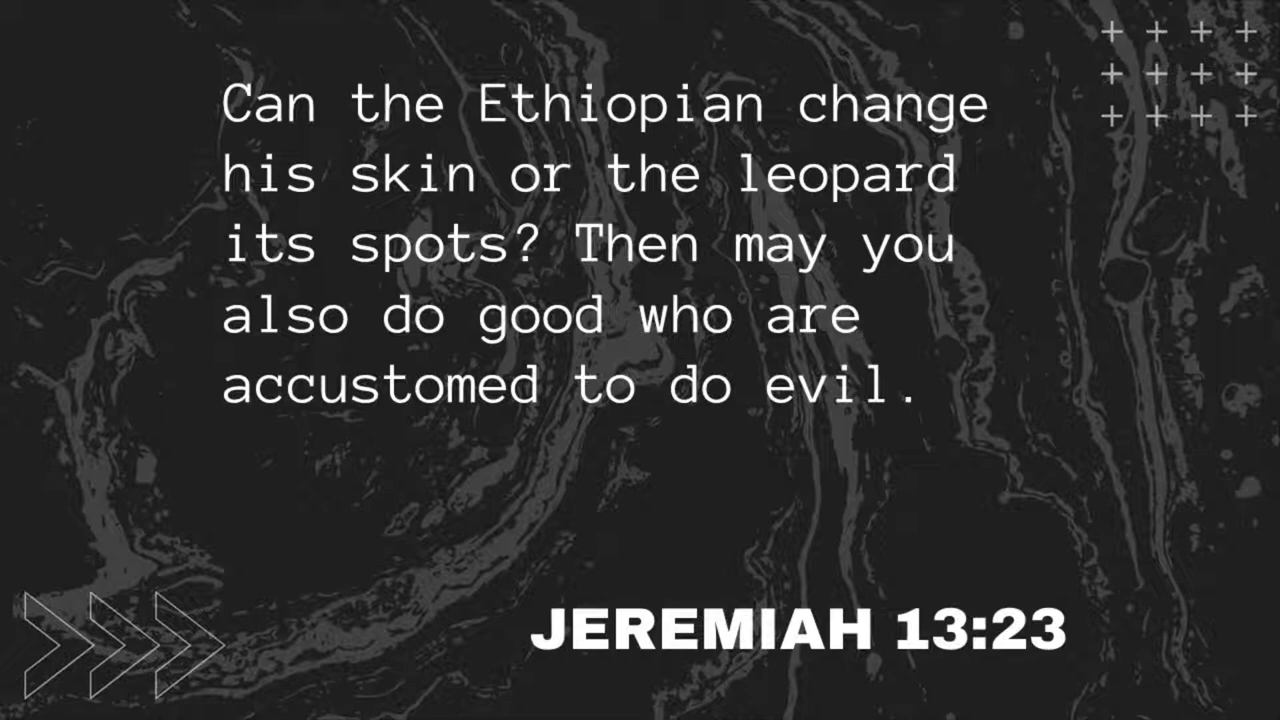 Can the Ethiopian change
his skin or the leopard
its spots? Then may you
also do good who are
accustomed to do evil.
JEREMIAH 13:23